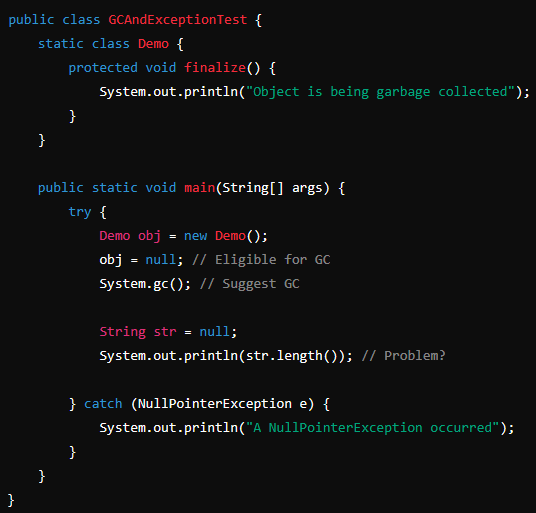 public class GCAndExceptionTest {
    static class Demo {
        protected void finalize() {
            System.out.println("Object is being garbage collected");
        }
    }

    public static void main(String[] args) {
        try {
            Demo obj = new Demo();
            obj = null; // Eligible for GC
            System.gc(); // Suggest GC

            String str = null;
            System.out.println(str.length()); // Problem?

        } catch (NullPointerException e) {
            System.out.println("A NullPointerException occurred");
        }
    }
}